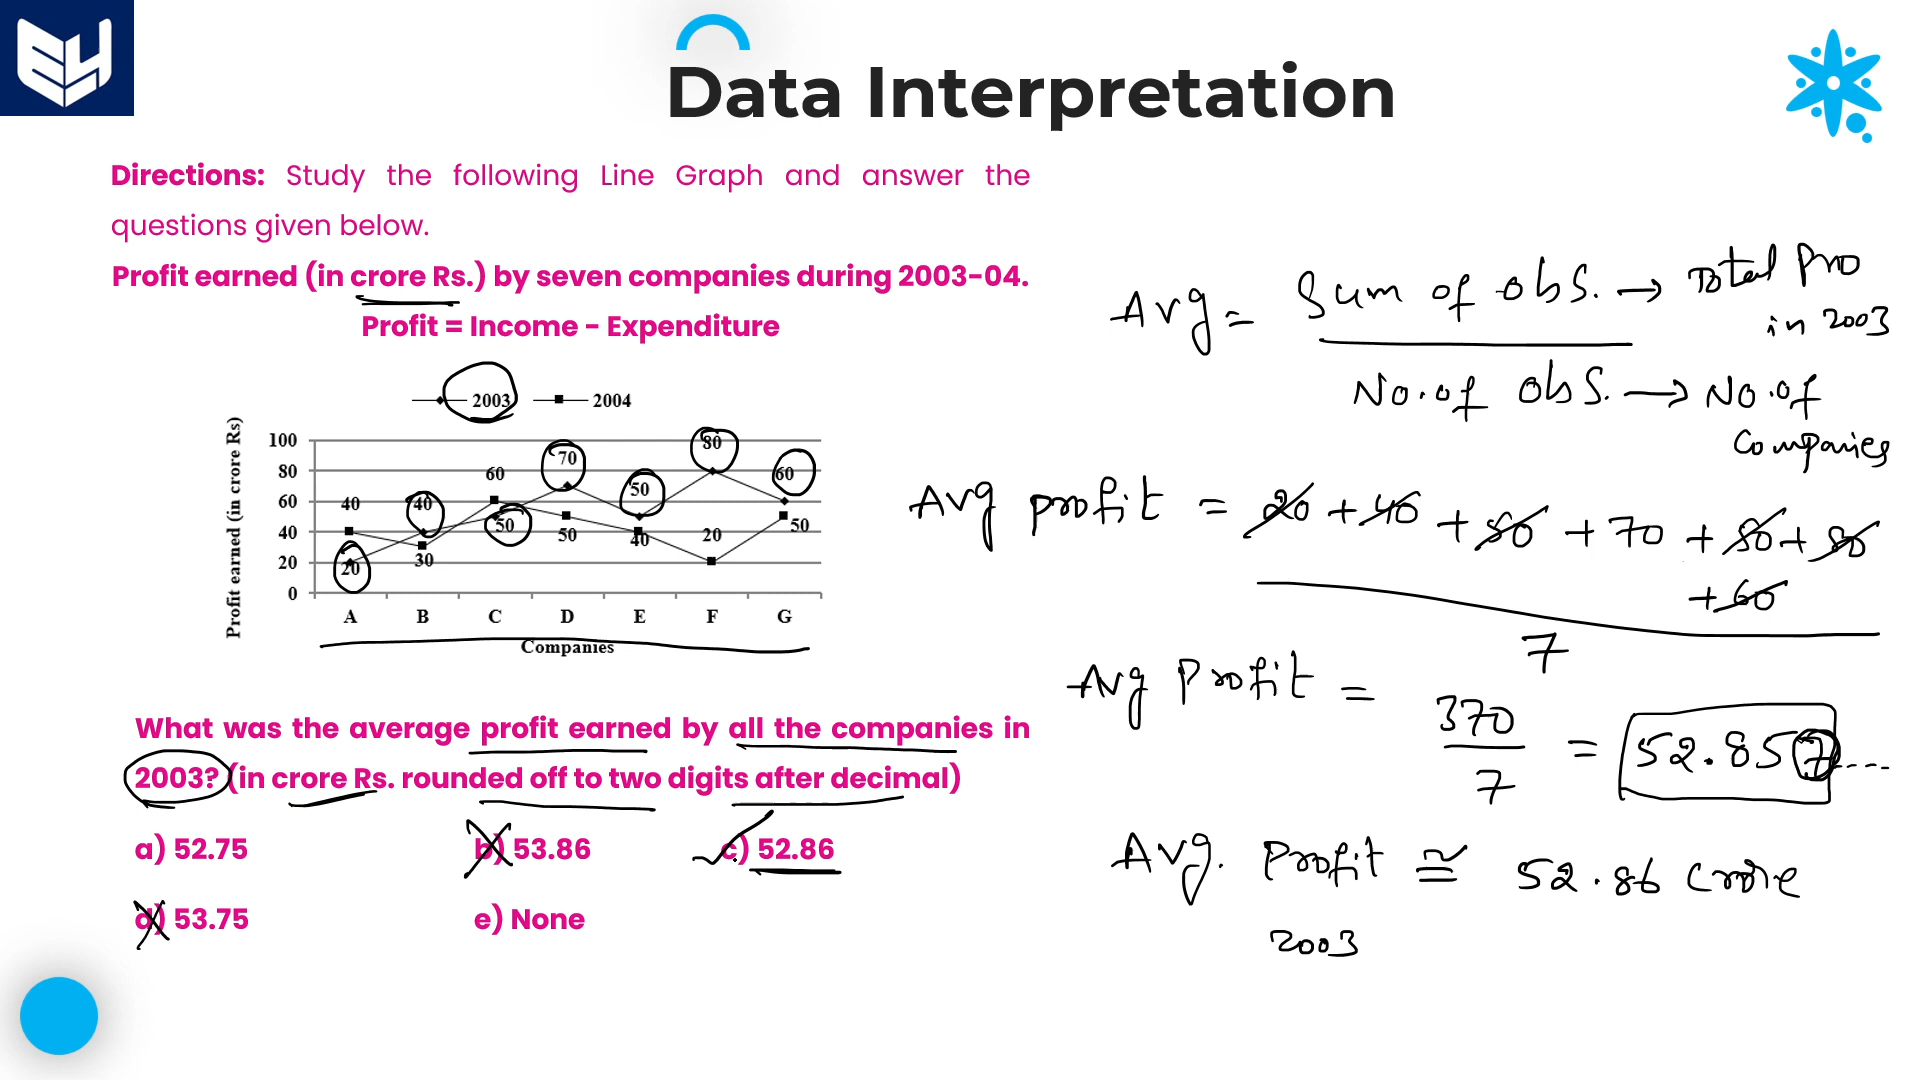 EY
Data Interpretation
Directions: Study the following Line Graph and answer the
questions given below.
Profit earned (in crore Rs.) by seven companies during 2003-04.
Profit = Income - Expenditure
2003 2004
Profit earned (in crore Rs)
100
80
60
40
20
0
40 40 60 70 50 80 60
20 30 50 50 40 20 50
A B C D E F G
Companies
What was the average profit earned by all the companies in
2003? (in crore Rs. rounded off to two digits after decimal)
a) 52.75 b) 53.86 c) 52.86
d) 53.75 e) None
Avg = Sum of obs. → Total Pro
in 2003
No. of obs. → No. of
Companies
Avg profit = 20 + 40 + 50 + 70 + 50 + 80
+ 60
7
Avg Profit = 370 = 52.857....
7
Avg. Profit ≅ 52.86 crore
2003